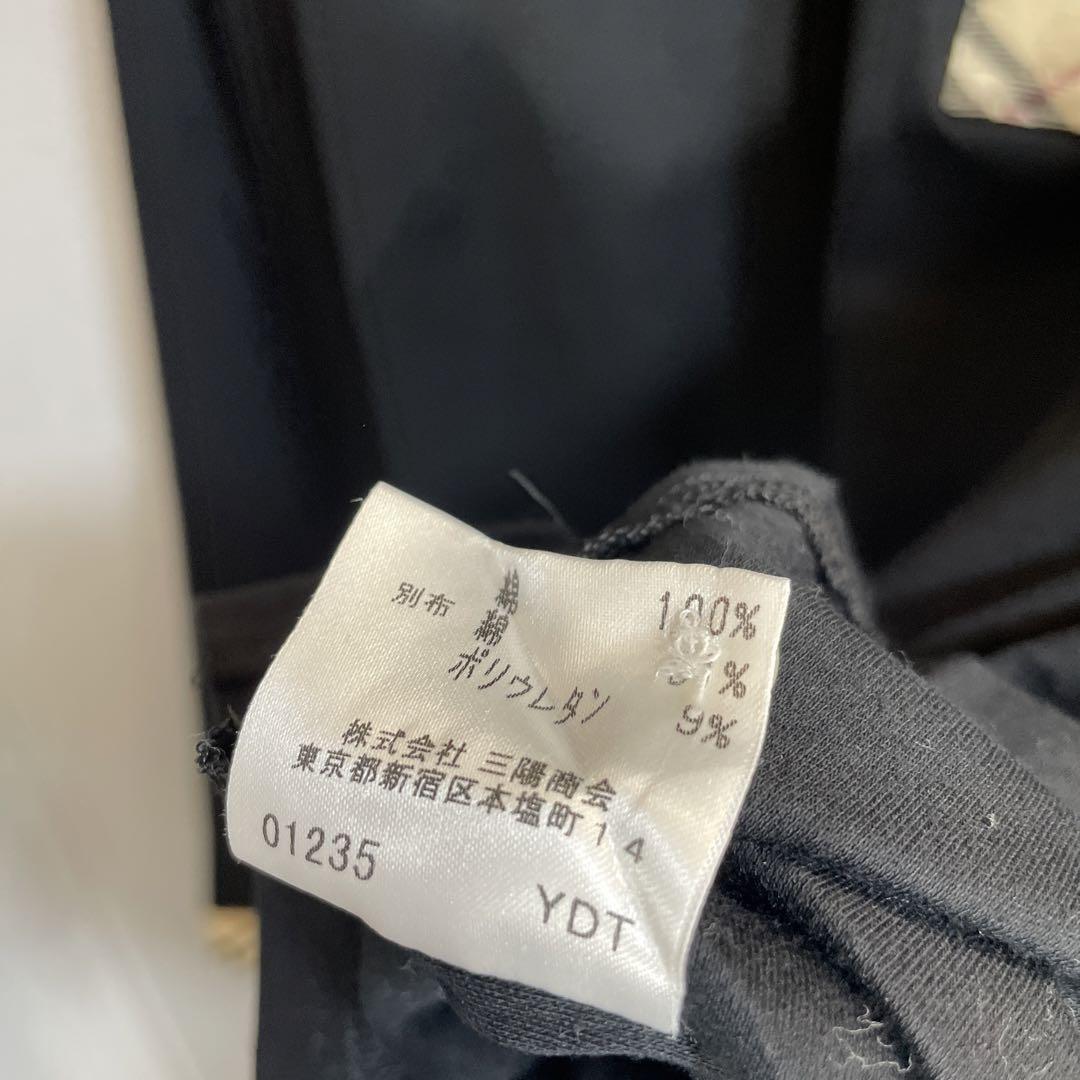 綿 100%
別布 綿 91%
ポリウレタン 9%
株式会社 三陽商会
東京都新宿区本塩町14
01235
YDT